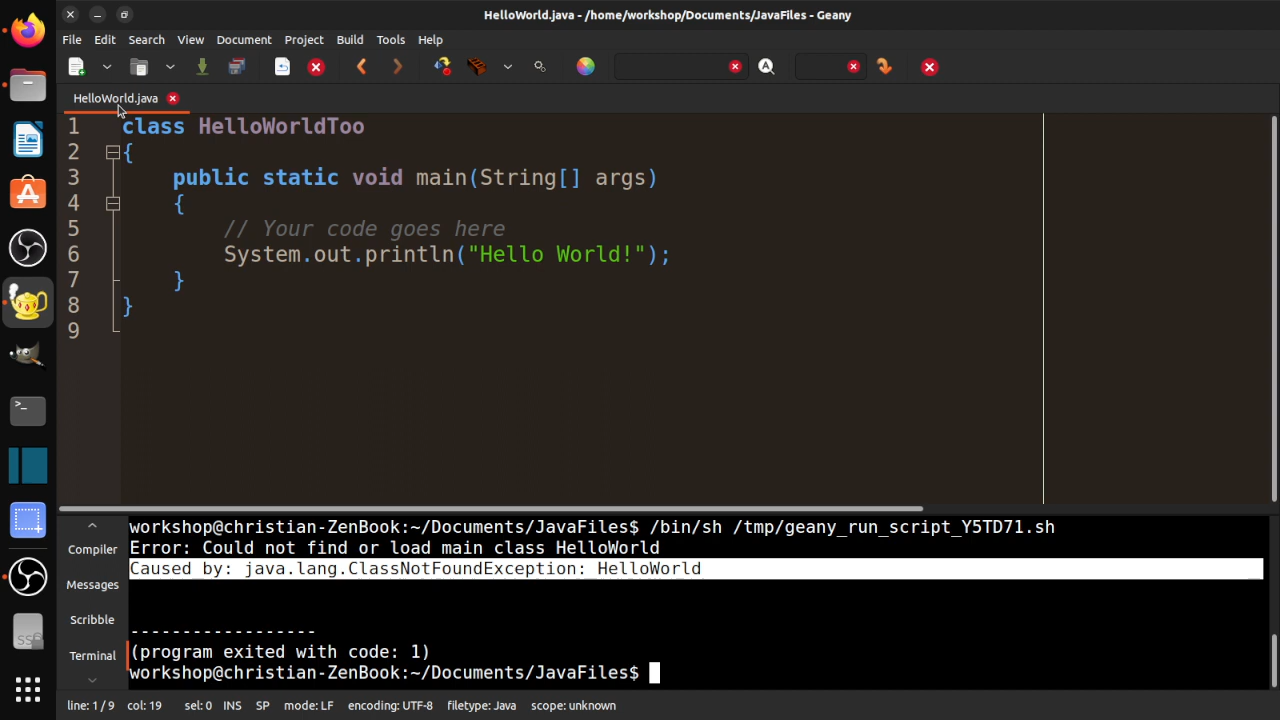 HelloWorld.java - /home/workshop/Documents/JavaFiles - Geany
File Edit Search View Document Project Build Tools Help
HelloWorld.java
1 class HelloWorldToo
2 {
3 public static void main(String[] args)
4 {
5 // Your code goes here
6 System.out.println("Hello World!");
7 }
8 }
9
workshop@christian-ZenBook:~/Documents/JavaFiles$ /bin/sh /tmp/geany_run_script_Y5TD71.sh
Compiler
Error: Could not find or load main class HelloWorld
Caused by: java.lang.ClassNotFoundException: HelloWorld
Messages
Scribble
------------------
Terminal
(program exited with code: 1)
workshop@christian-ZenBook:~/Documents/JavaFiles$
line: 1 / 9 col: 19 sel: 0 INS SP mode: LF encoding: UTF-8 filetype: Java scope: unknown